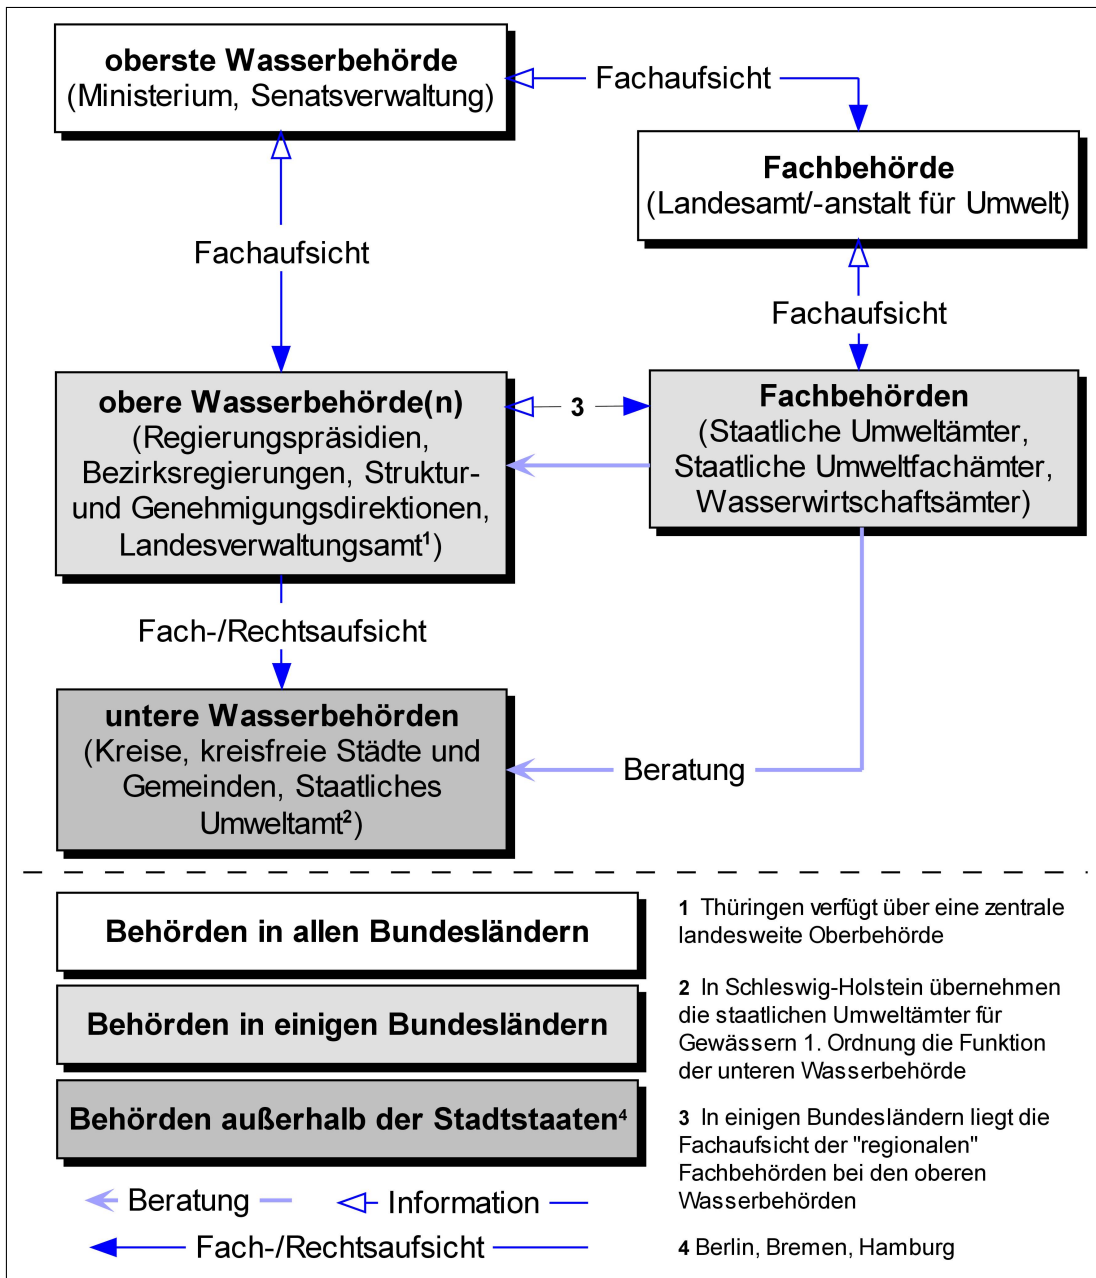 oberste Wasserbehörde
(Ministerium, Senatsverwaltung)
Fachaufsicht
Fachbehörde
(Landesamt/-anstalt für Umwelt)
Fachaufsicht
Fachaufsicht
obere Wasserbehörde(n)
(Regierungspräsidien,
Bezirksregierungen, Struktur-
und Genehmigungsdirektionen,
Landesverwaltungsamt¹)
3
Fachbehörden
(Staatliche Umweltämter,
Staatliche Umweltfachämter,
Wasserwirtschaftsämter)
Fach-/Rechtsaufsicht
untere Wasserbehörden
(Kreise, kreisfreie Städte und
Gemeinden, Staatliches
Umweltamt²)
Beratung
Behörden in allen Bundesländern
Behörden in einigen Bundesländern
Behörden außerhalb der Stadtstaaten⁴
Beratung
Information
Fach-/Rechtsaufsicht
1 Thüringen verfügt über eine zentrale
landesweite Oberbehörde
2 In Schleswig-Holstein übernehmen
die staatlichen Umweltämter für
Gewässern 1. Ordnung die Funktion
der unteren Wasserbehörde
3 In einigen Bundesländern liegt die
Fachaufsicht der "regionalen"
Fachbehörden bei den oberen
Wasserbehörden
4 Berlin, Bremen, Hamburg